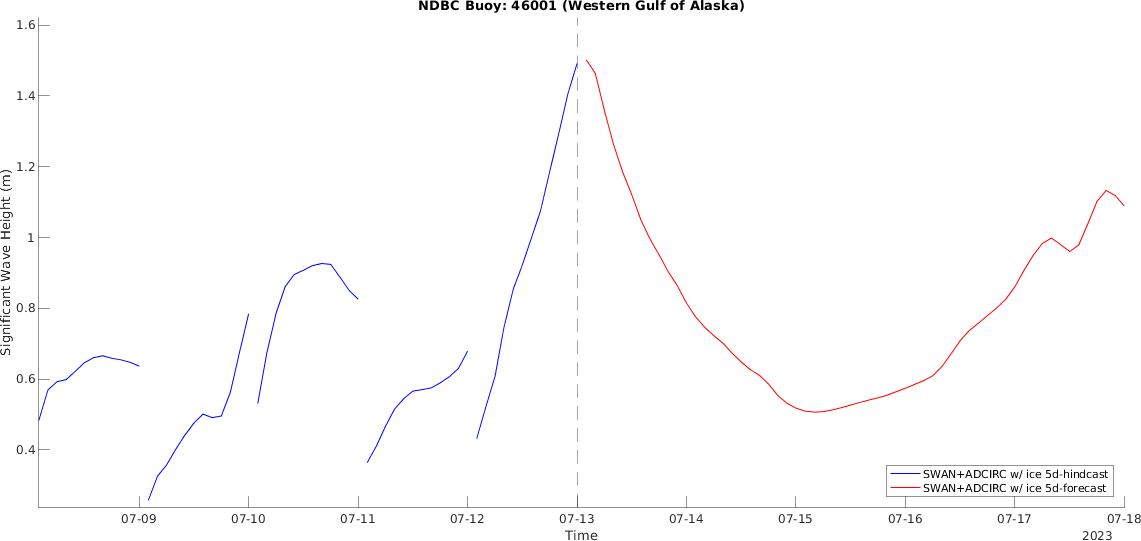 NDBC Buoy: 46001 (Western Gulf of Alaska)
1.6
1.4
1.2
1
0.8
0.6
0.4
Significant Wave Height (m)
SWAN+ADCIRC w/ ice 5d-hindcast
SWAN+ADCIRC w/ ice 5d-forecast
07-09 07-10 07-11 07-12 07-13 07-14 07-15 07-16 07-17 07-18
Time
2023